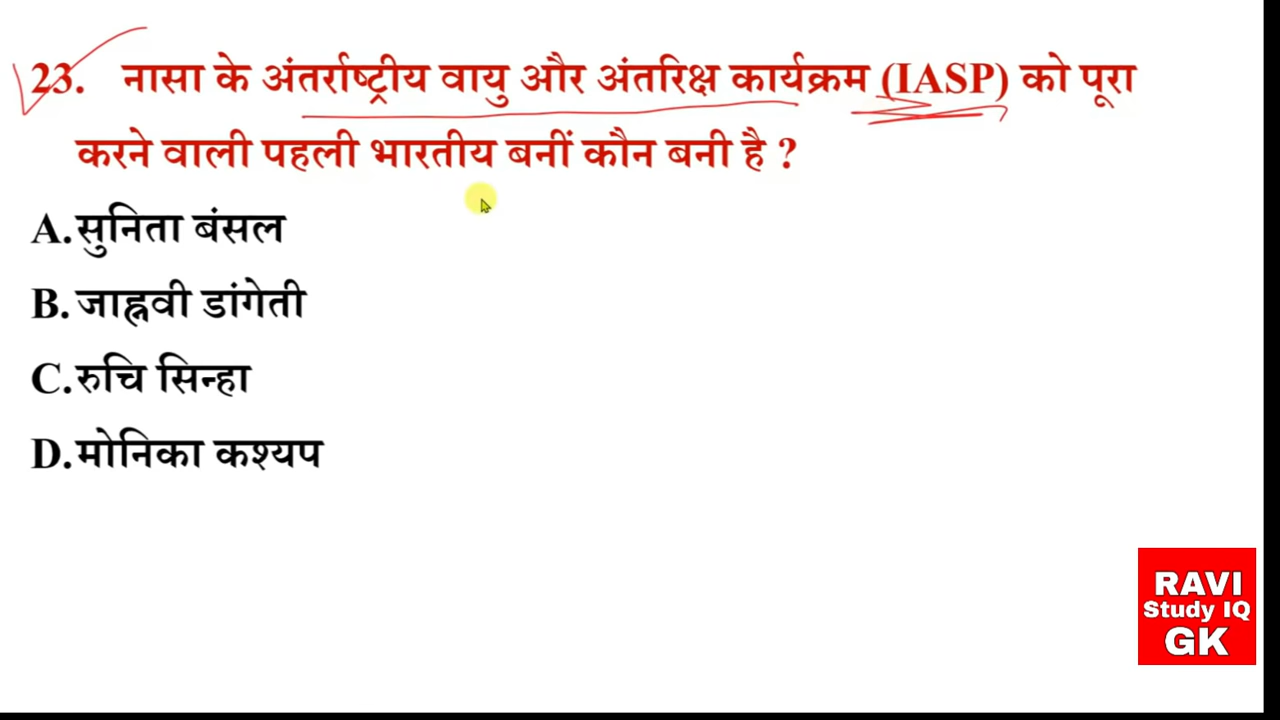 23. नासा के अंतर्राष्ट्रीय वायु और अंतरिक्ष कार्यक्रम (IASP) को पूरा
करने वाली पहली भारतीय बनीं कौन बनी है ?
A.सुनिता बंसल
B. जाह्नवी डांगेती
C.रुचि सिन्हा
D.मोनिका कश्यप
RAVI
Study IQ
GK